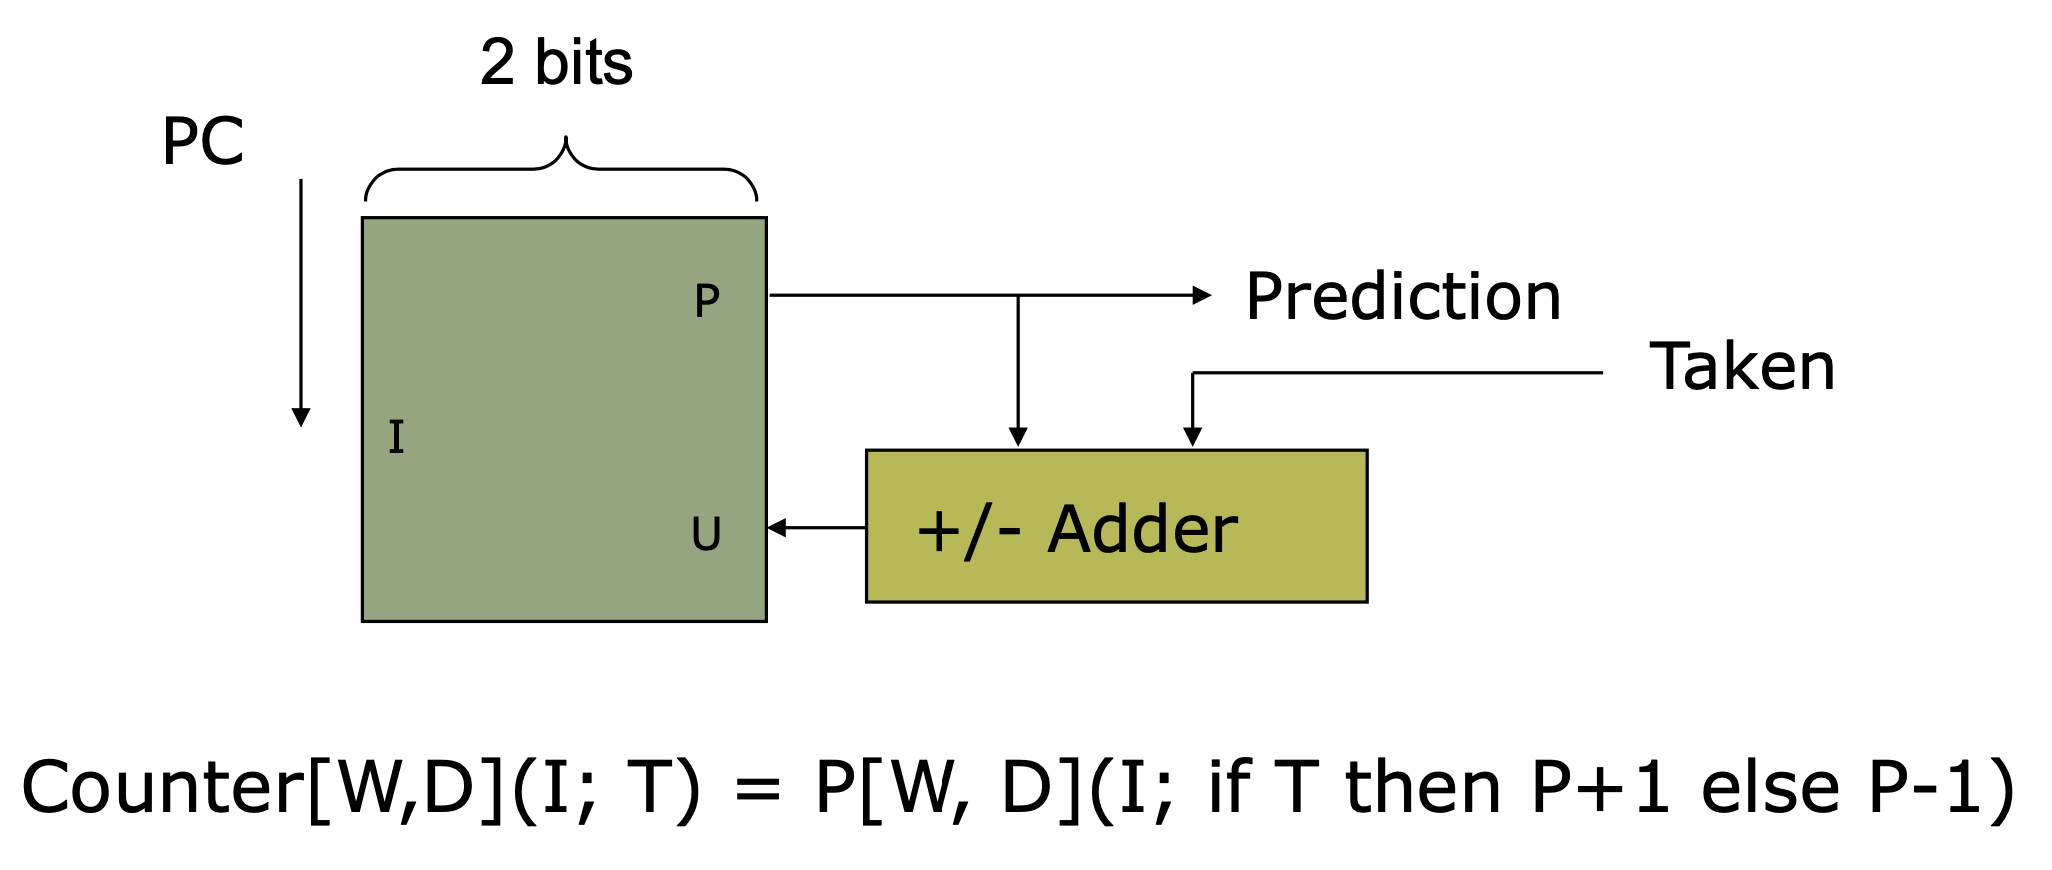 2 bits
PC
P
Prediction
Taken
I
U
+/- Adder
Counter[W,D](I; T) = P[W, D](I; if T then P+1 else P-1)